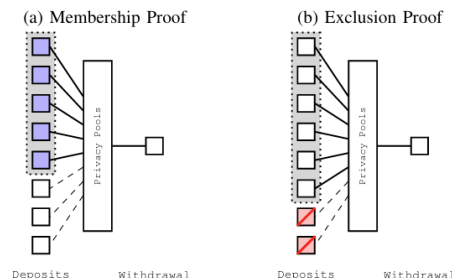 (a) Membership Proof
Privacy Pools
Deposits
Withdrawal
(b) Exclusion Proof
Privacy Pools
Deposits
Withdrawal